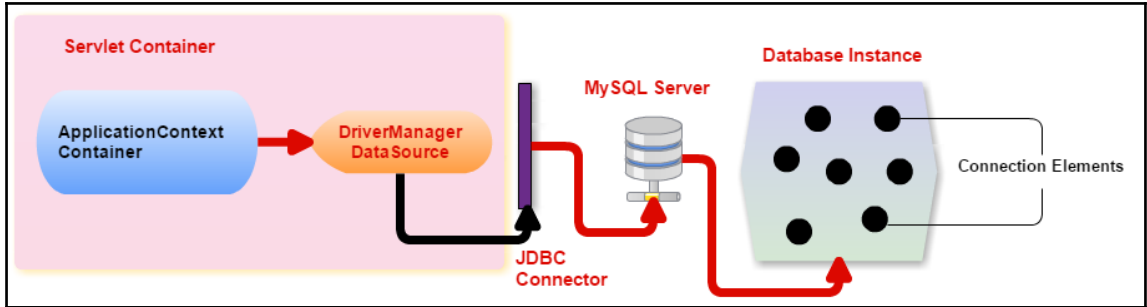 Servlet Container
ApplicationContext
Container
DriverManager
DataSource
JDBC
Connector
MySQL Server
Database Instance
Connection Elements